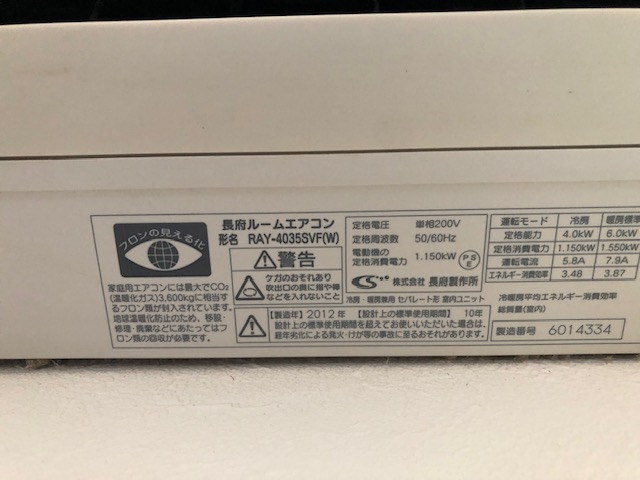 フロンの見える化
家庭用エアコンには最大でCO₂
(温暖化ガス)3,600kgに相当す
るフロン類が封入されています。
地球温暖化防止のため、移設・
修理・廃棄などにあたってはフ
ロン類の回収が必要です。
長府ルームエアコン
形名 RAY-4035SVF(W)
警告
ケガのおそれあり
吹出口の奥に指や棒
などを入れないこと
定格電圧 単相200V
定格周波数 50/60Hz
電動機の
定格消費電力 1.150kW
PS
E
株式会社 長府製作所
冷房・暖房兼用 セパレート形 室内ユニット
【製造年】2012年 【設計上の標準使用期間】 10年
設計上の標準使用期間を超えてお使いいただいた場合は、
経年劣化による発火・けが等の事故に至るおそれがあります。
運転モード 冷房 暖房標準
定格能力 4.0kW 6.0kW
定格消費電力 1.150kW 1.550kW
運転電流 5.8A 7.9A
エネルギー消費効率 3.48 3.87
冷暖房平均エネルギー消費効率
総質量(室内)
製造番号 6014334